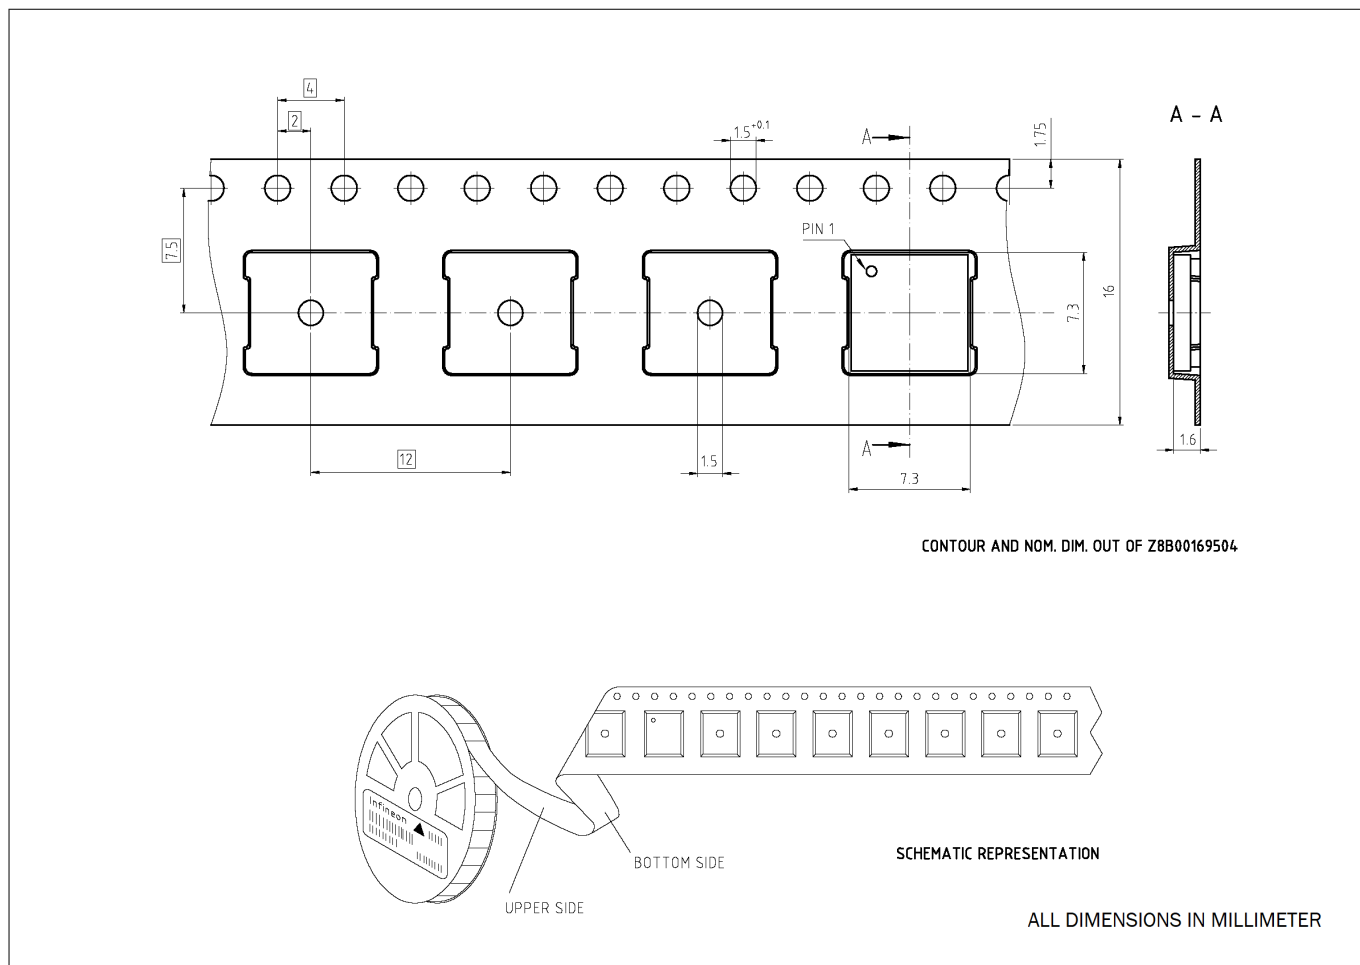 4
2
1.5+0.1
A
A – A
1.75
PIN 1
7.5
7.3
16
A
12
1.5
7.3
1.6
CONTOUR AND NOM. DIM. OUT OF Z8B00169504
Infineon
BOTTOM SIDE
SCHEMATIC REPRESENTATION
UPPER SIDE
ALL DIMENSIONS IN MILLIMETER